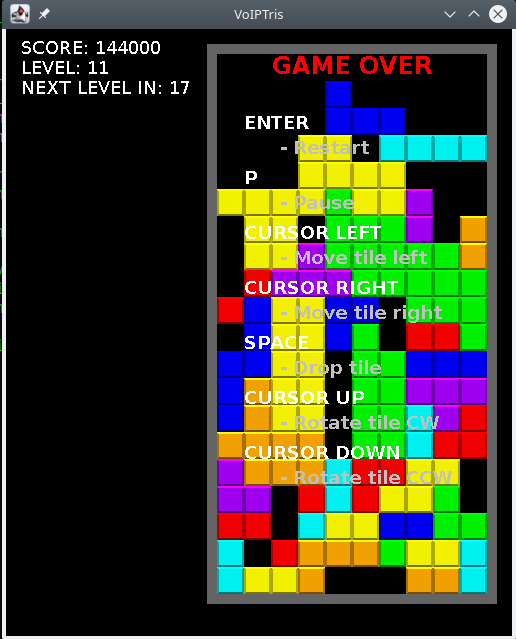 VoIPTris
SCORE: 144000
LEVEL: 11
NEXT LEVEL IN: 17
GAME OVER
ENTER
- Restart
P
- Pause
CURSOR LEFT
- Move tile left
CURSOR RIGHT
- Move tile right
SPACE
- Drop tile
CURSOR UP
- Rotate tile CW
CURSOR DOWN
- Rotate tile CCW